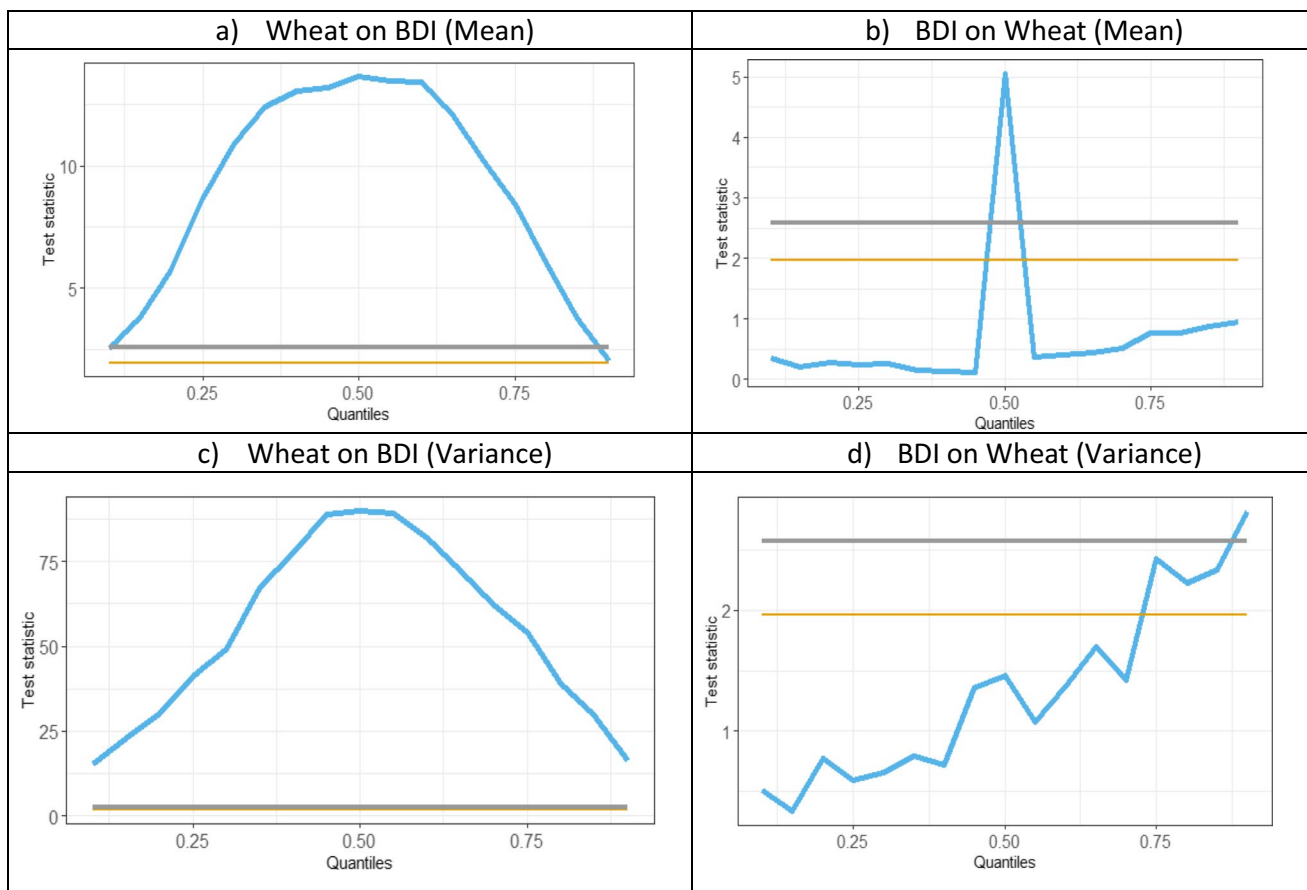 a) Wheat on BDI (Mean)
b) BDI on Wheat (Mean)
10
5
Test statistic
0.25 0.50 0.75
Quantiles
5
4
3
2
1
0
Test statistic
0.25 0.50 0.75
Quantiles
c) Wheat on BDI (Variance)
d) BDI on Wheat (Variance)
75
50
25
0
Test statistic
0.25 0.50 0.75
Quantiles
2
1
Test statistic
0.25 0.50 0.75
Quantiles